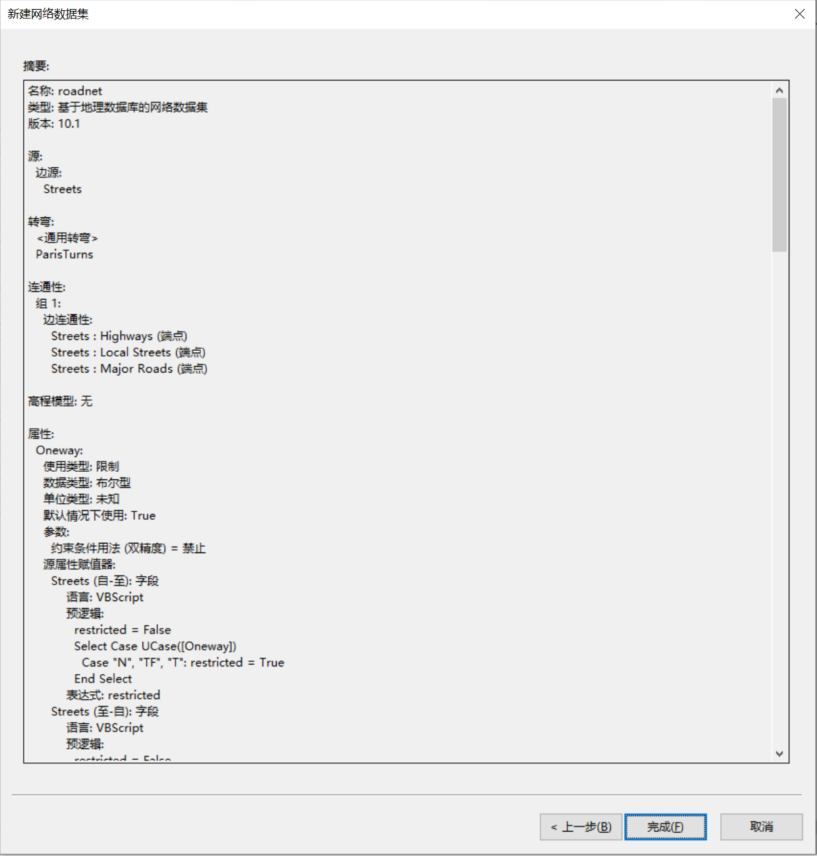 新建网络数据集
摘要:
名称: roadnet
类型: 基于地理数据库的网络数据集
版本: 10.1
源:
边源:
Streets
转弯:
<通用转弯>
ParisTurns
连通性:
组 1:
边连通性:
Streets : Highways (端点)
Streets : Local Streets (端点)
Streets : Major Roads (端点)
高程模型: 无
属性:
Oneway:
使用类型: 限制
数据类型: 布尔型
单位类型: 未知
默认情况下使用: True
参数:
约束条件用法 (双精度) = 禁止
源属性赋值器:
Streets (自-至): 字段
语言: VBScript
预逻辑:
restricted = False
Select Case UCase([Oneway])
Case "N", "TF", "T": restricted = True
End Select
表达式: restricted
Streets (至-自): 字段
语言: VBScript
预逻辑:
restricted = False
< 上一步(B)
完成(F)
取消